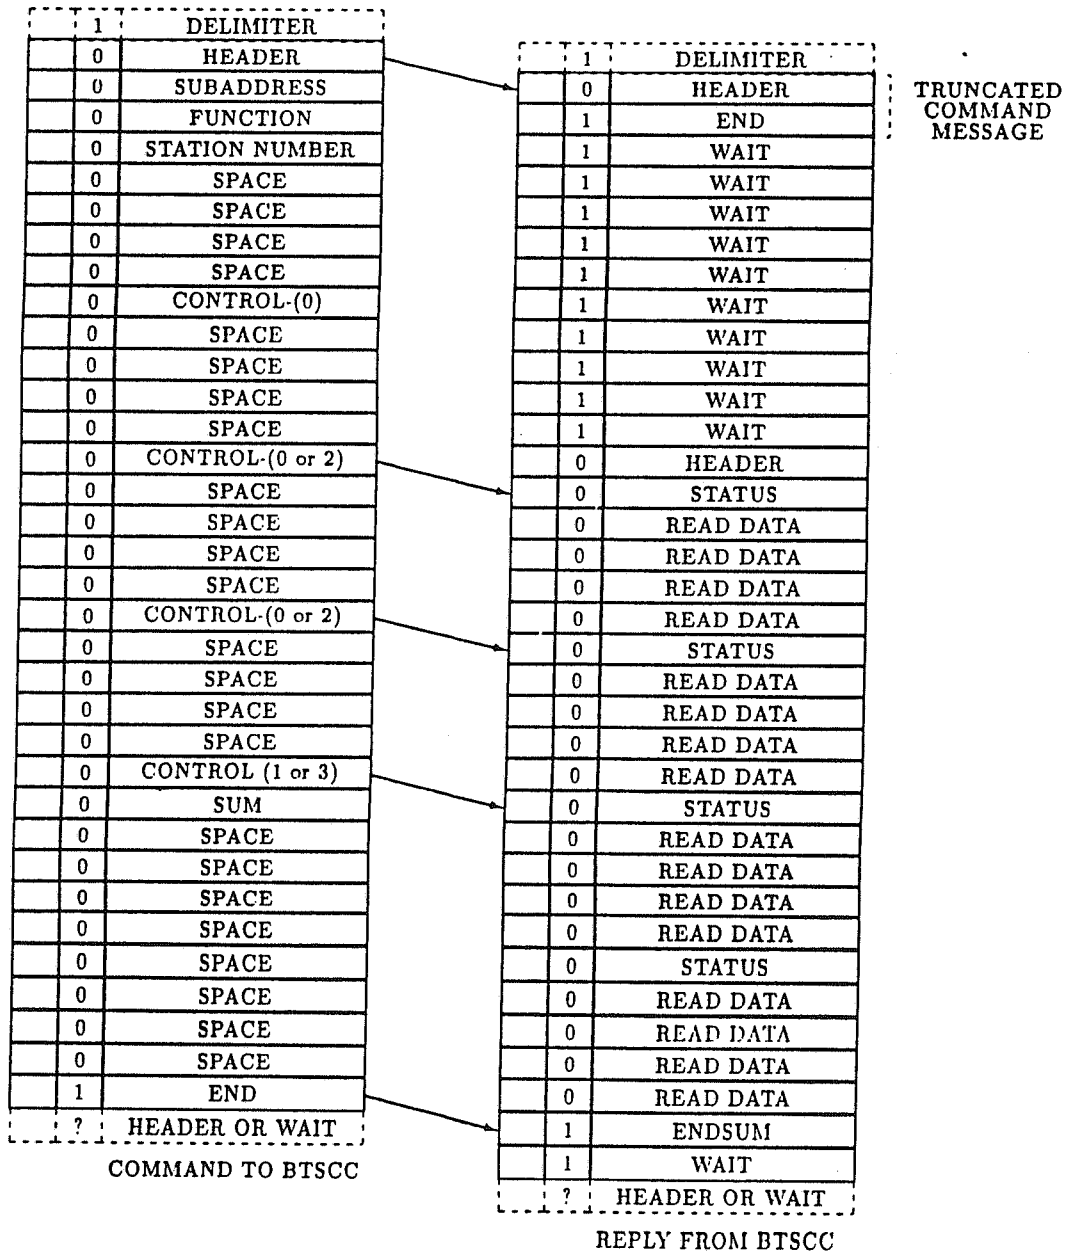 1 DELIMITER
0 HEADER
0 SUBADDRESS
0 FUNCTION
0 STATION NUMBER
0 SPACE
0 SPACE
0 SPACE
0 SPACE
0 CONTROL-(0)
0 SPACE
0 SPACE
0 SPACE
0 SPACE
0 CONTROL-(0 or 2)
0 SPACE
0 SPACE
0 SPACE
0 SPACE
0 CONTROL-(0 or 2)
0 SPACE
0 SPACE
0 SPACE
0 SPACE
0 CONTROL (1 or 3)
0 SUM
0 SPACE
0 SPACE
0 SPACE
0 SPACE
0 SPACE
0 SPACE
0 SPACE
0 SPACE
1 END
? HEADER OR WAIT
COMMAND TO BTSCC
1 DELIMITER
0 HEADER
1 END
1 WAIT
1 WAIT
1 WAIT
1 WAIT
1 WAIT
1 WAIT
1 WAIT
1 WAIT
1 WAIT
1 WAIT
0 HEADER
0 STATUS
0 READ DATA
0 READ DATA
0 READ DATA
0 READ DATA
0 STATUS
0 READ DATA
0 READ DATA
0 READ DATA
0 READ DATA
0 STATUS
0 READ DATA
0 READ DATA
0 READ DATA
0 READ DATA
0 STATUS
0 READ DATA
0 READ DATA
0 READ DATA
0 READ DATA
1 ENDSUM
1 WAIT
? HEADER OR WAIT
REPLY FROM BTSCC
TRUNCATED
COMMAND
MESSAGE